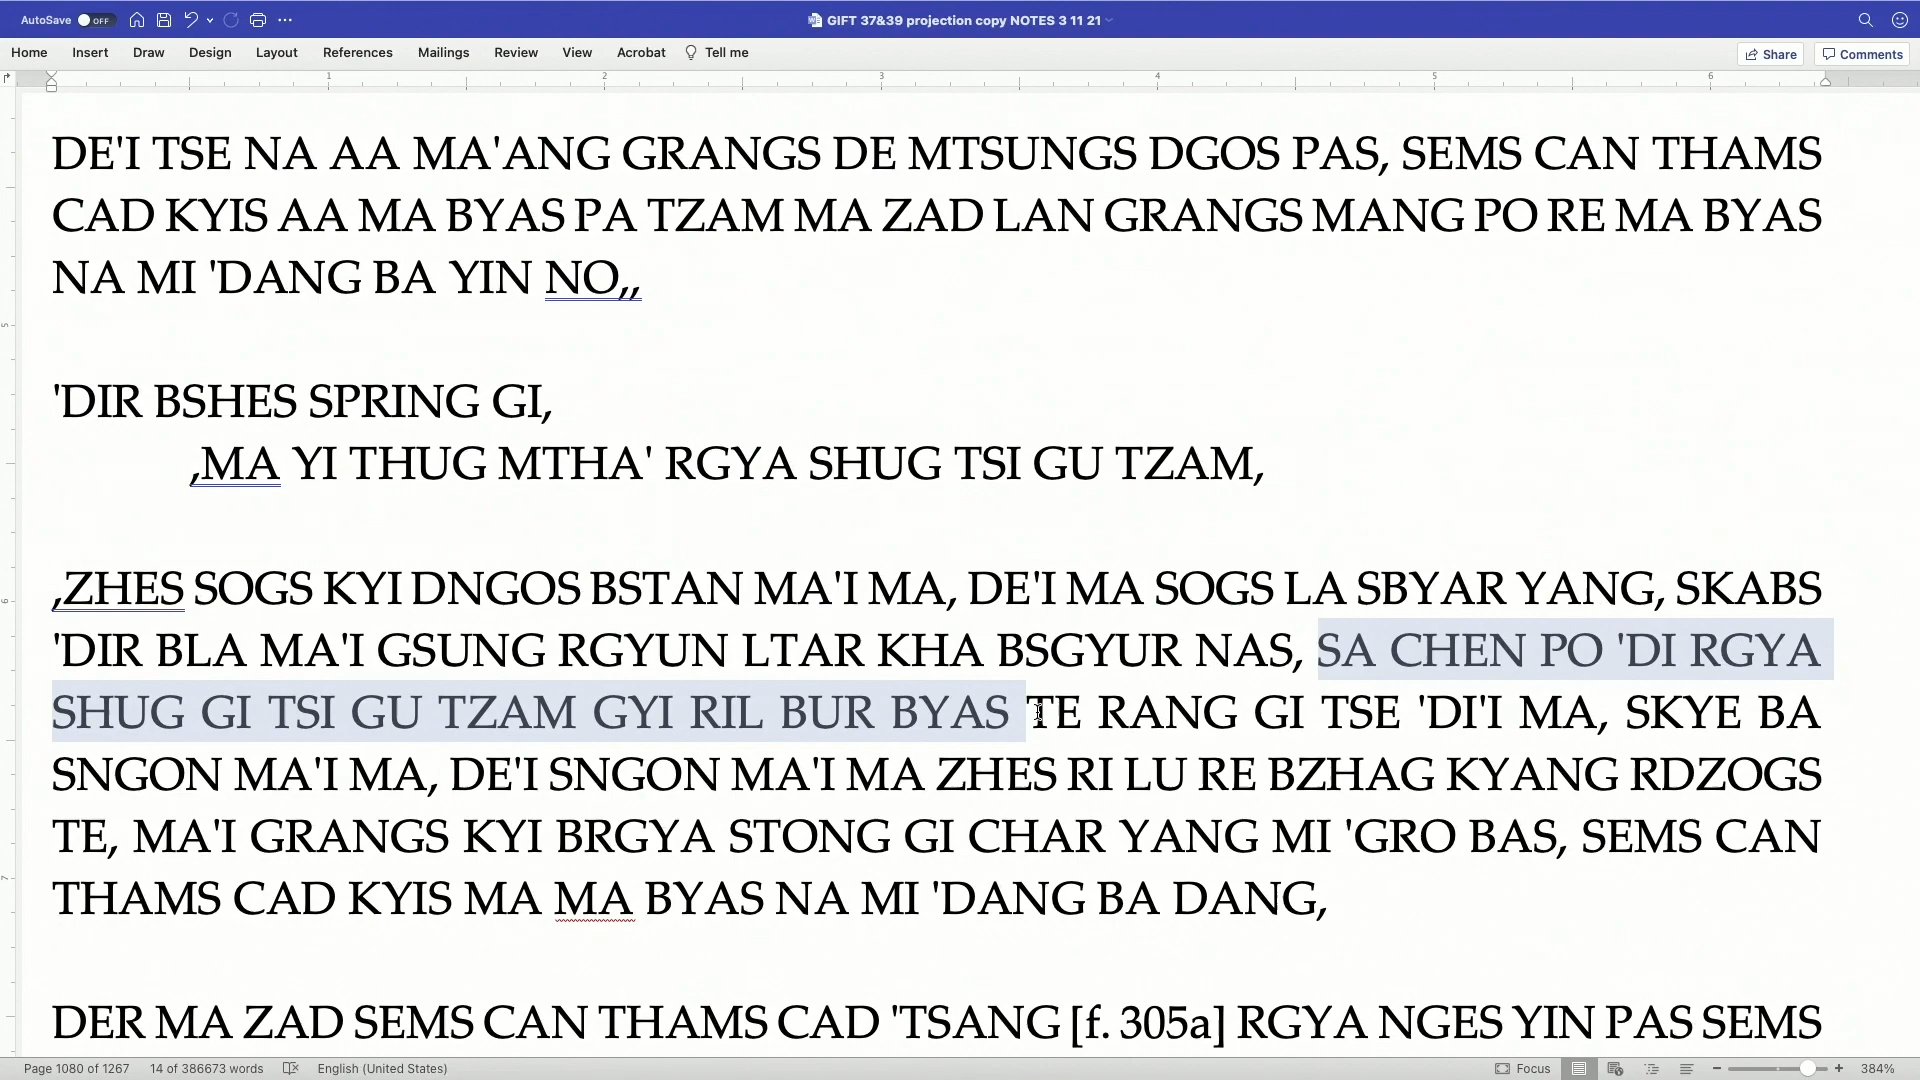 AutoSave OFF GIFT 37&39 projection copy NOTES 3 11 21
Home Insert Draw Design Layout References Mailings Review View Acrobat Tell me Share Comments
1 2 3 4 5 6
DE'I TSE NA AA MA'ANG GRANGS DE MTSUNGS DGOS PAS, SEMS CAN THAMS
CAD KYIS AA MA BYAS PA TZAM MA ZAD LAN GRANGS MANG PO RE MA BYAS
NA MI 'DANG BA YIN NO,,
'DIR BSHES SPRING GI,
,MA YI THUG MTHA' RGYA SHUG TSI GU TZAM,
,ZHES SOGS KYI DNGOS BSTAN MA'I MA, DE'I MA SOGS LA SBYAR YANG, SKABS
'DIR BLA MA'I GSUNG RGYUN LTAR KHA BSGYUR NAS, SA CHEN PO 'DI RGYA
SHUG GI TSI GU TZAM GYI RIL BUR BYAS TE RANG GI TSE 'DI'I MA, SKYE BA
SNGON MA'I MA, DE'I SNGON MA'I MA ZHES RI LU RE BZHAG KYANG RDZOGS
TE, MA'I GRANGS KYI BRGYA STONG GI CHAR YANG MI 'GRO BAS, SEMS CAN
THAMS CAD KYIS MA MA BYAS NA MI 'DANG BA DANG,
DER MA ZAD SEMS CAN THAMS CAD 'TSANG [f. 305a] RGYA NGES YIN PAS SEMS
Page 1080 of 1267 14 of 386673 words English (United States) Focus 384%